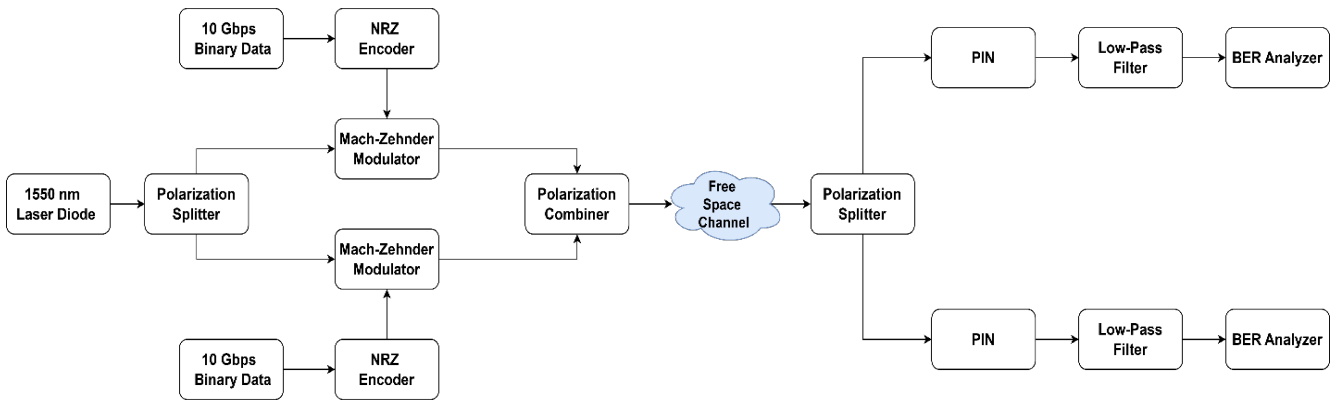 10 Gbps
Binary Data
NRZ
Encoder
Mach-Zehnder
Modulator
1550 nm
Laser Diode
Polarization
Splitter
Mach-Zehnder
Modulator
10 Gbps
Binary Data
NRZ
Encoder
Polarization
Combiner
Free
Space
Channel
Polarization
Splitter
PIN
Low-Pass
Filter
BER Analyzer
PIN
Low-Pass
Filter
BER Analyzer